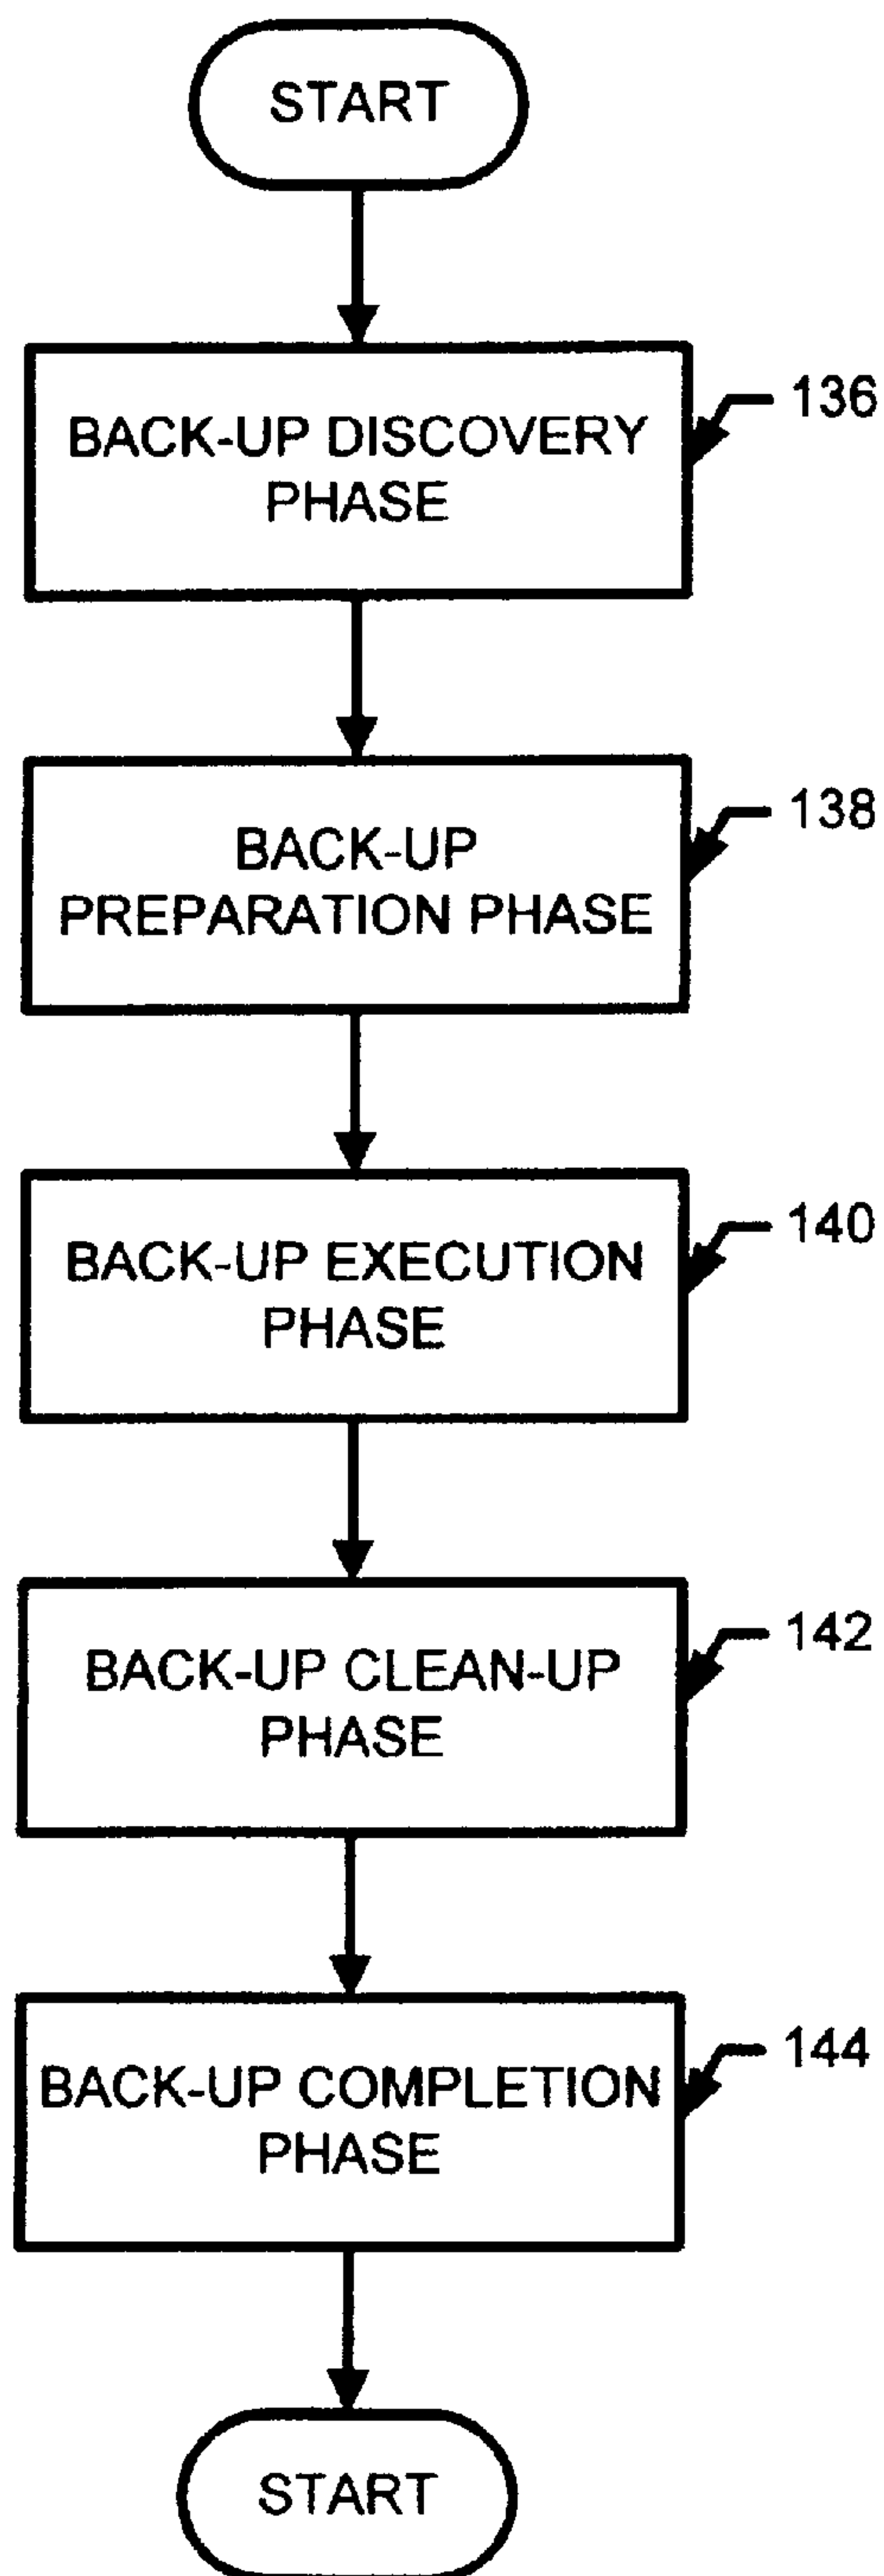 START
BACK-UP DISCOVERY
PHASE
136
BACK-UP
PREPARATION PHASE
138
BACK-UP EXECUTION
PHASE
140
BACK-UP CLEAN-UP
PHASE
142
BACK-UP COMPLETION
PHASE
144
START